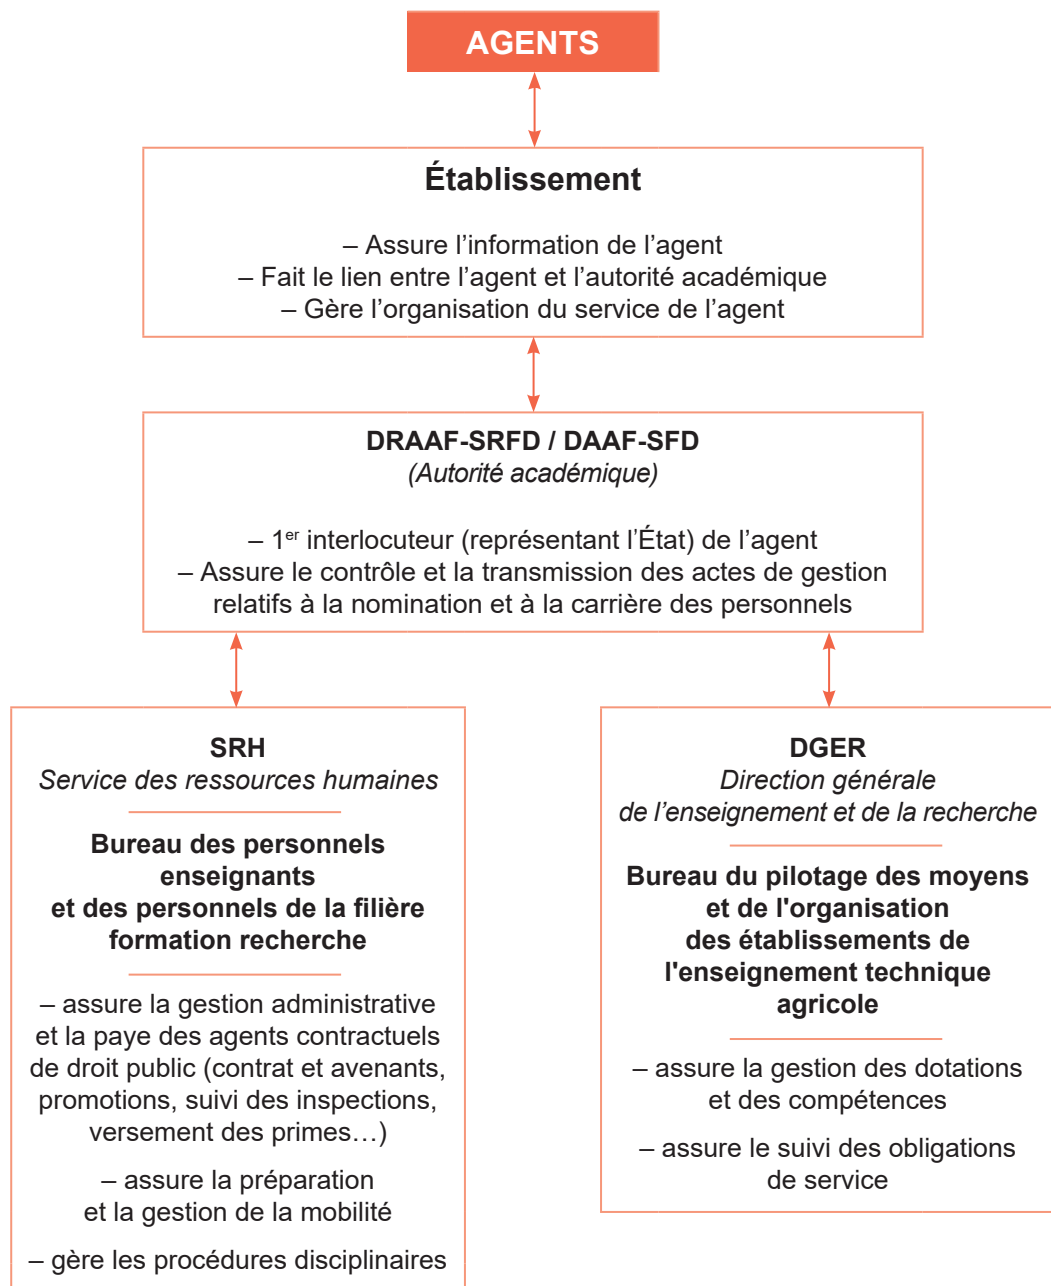 AGENTS
Établissement
– Assure l’information de l’agent
– Fait le lien entre l’agent et l’autorité académique
– Gère l’organisation du service de l’agent
DRAAF-SRFD / DAAF-SFD
(Autorité académique)
– 1er interlocuteur (représentant l’État) de l’agent
– Assure le contrôle et la transmission des actes de gestion
relatifs à la nomination et à la carrière des personnels
SRH
Service des ressources humaines
Bureau des personnels
enseignants
et des personnels de la filière
formation recherche
– assure la gestion administrative
et la paye des agents contractuels
de droit public (contrat et avenants,
promotions, suivi des inspections,
versement des primes…)
– assure la préparation
et la gestion de la mobilité
– gère les procédures disciplinaires
DGER
Direction générale
de l’enseignement et de la recherche
Bureau du pilotage des moyens
et de l'organisation
des établissements de
l'enseignement technique
agricole
– assure la gestion des dotations
et des compétences
– assure le suivi des obligations
de service